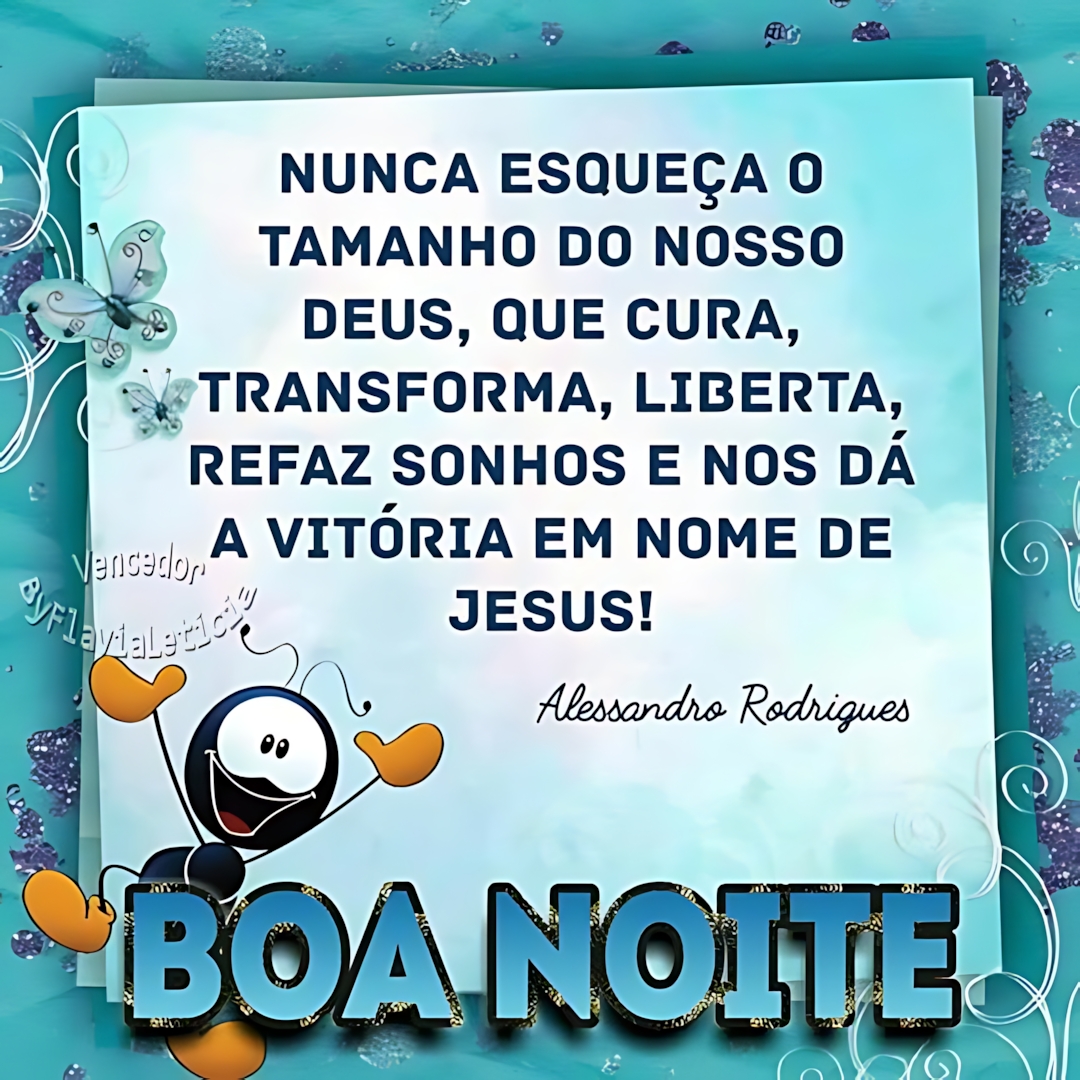 NUNCA ESQUEÇA O
TAMANHO DO NOSSO
DEUS, QUE CURA,
TRANSFORMA, LIBERTA,
REFAZ SONHOS E NOS DÁ
A VITÓRIA EM NOME DE
JESUS!
Vencedor
ByFlaviaLeticia
Alessandro Rodrigues
BOA NOITE